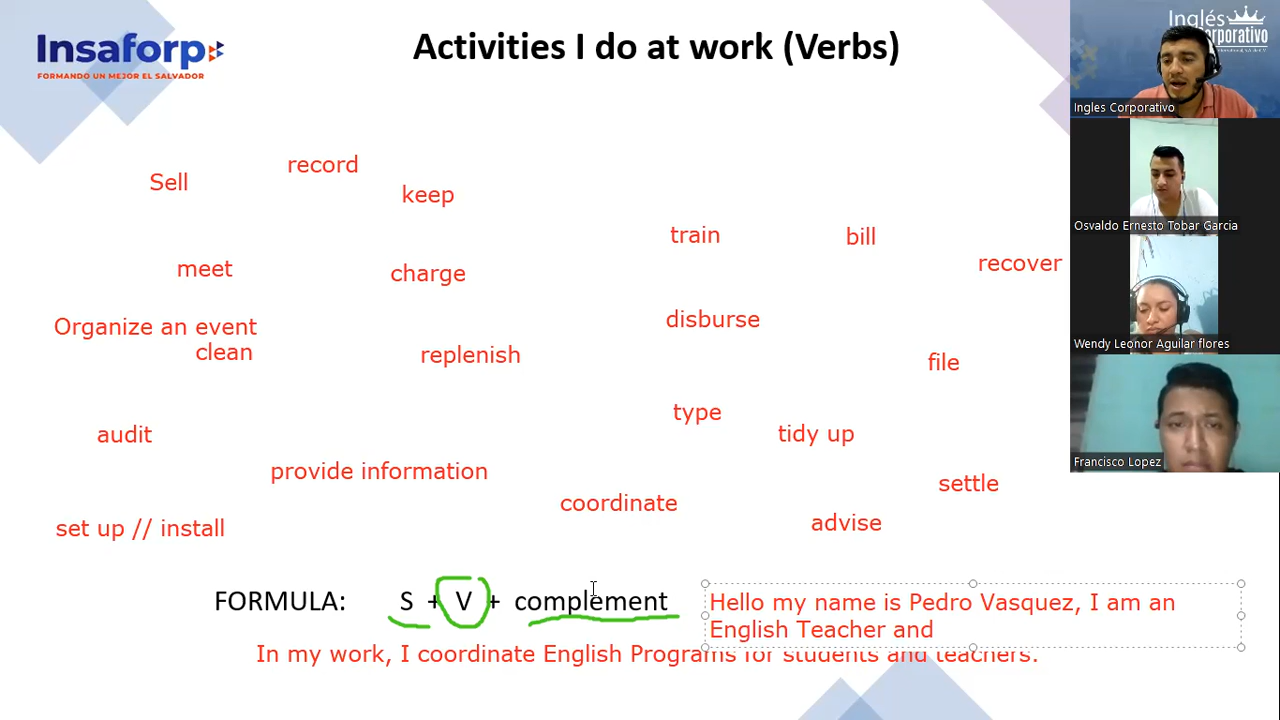 Insaforp
FORMANDO UN MEJOR EL SALVADOR
Activities I do at work (Verbs)
Inglés
Corporativo
Ingles Corporativo
Osvaldo Ernesto Tobar Garcia
Wendy Leonor Aguilar flores
Francisco Lopez
Sell
record
keep
train
bill
recover
meet
charge
Organize an event
clean
replenish
disburse
file
audit
type
tidy up
provide information
settle
coordinate
advise
set up // install
FORMULA: S + V + complement
Hello my name is Pedro Vasquez, I am an
English Teacher and
In my work, I coordinate English Programs for students and teachers.